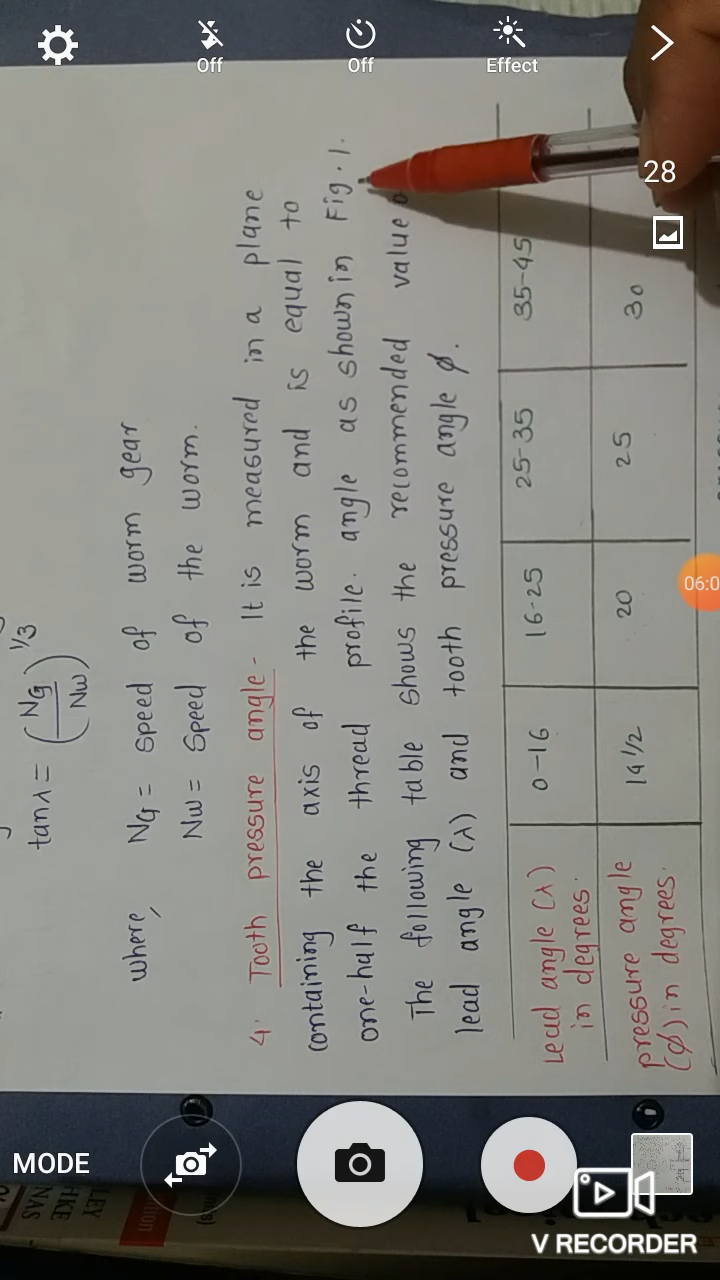 tanλ = (NG/Nw)^1/3
where, NG = speed of worm gear
Nw = speed of the worm.
4. Tooth pressure angle - It is measured in a plane
containing the axis of the worm and is equal to
one-half the thread profile. angle as shown in Fig. 1.
The following table shows the recommended value
lead angle (λ) and tooth pressure angle φ.
Lead angle (λ) in degrees. 0-16 16-25 25-35 35-45
pressure angle (φ) in degrees. 14 1/2 20 25 30
Off
Off
Effect
28
06:0
MODE
V RECORDER